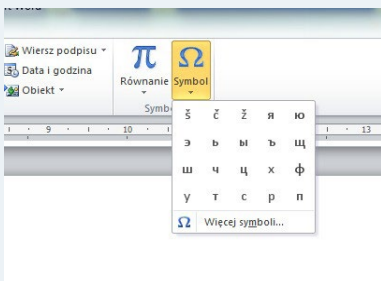 Wiersz podpisu
Data i godzina
Obiekt
π
Równanie
Ω
Symbol
9 10 13
š č ž я ю
э ь ы ъ щ
ш ч ц х ф
у т с р п
Ω Więcej symboli...